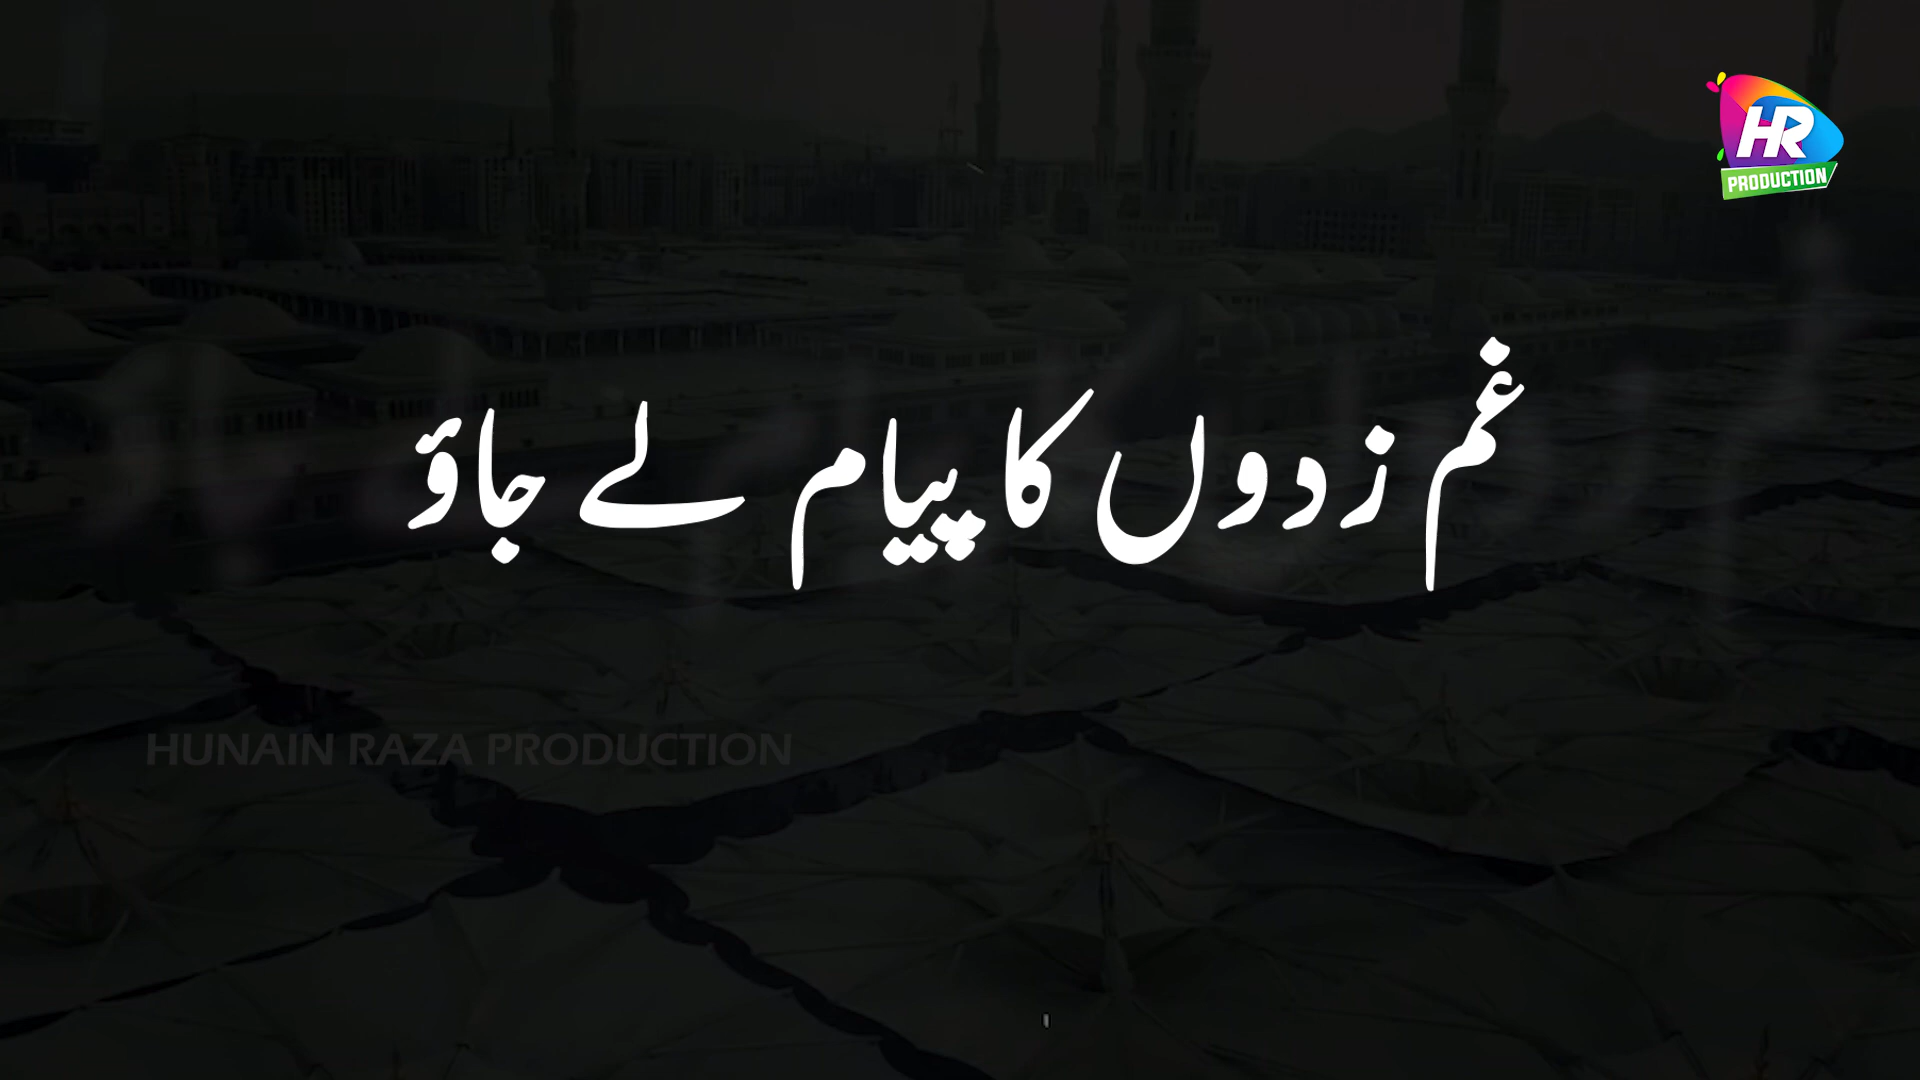 HR
PRODUCTION
غم زدوں کا پیام لے جاؤ
HUNAIN RAZA PRODUCTION